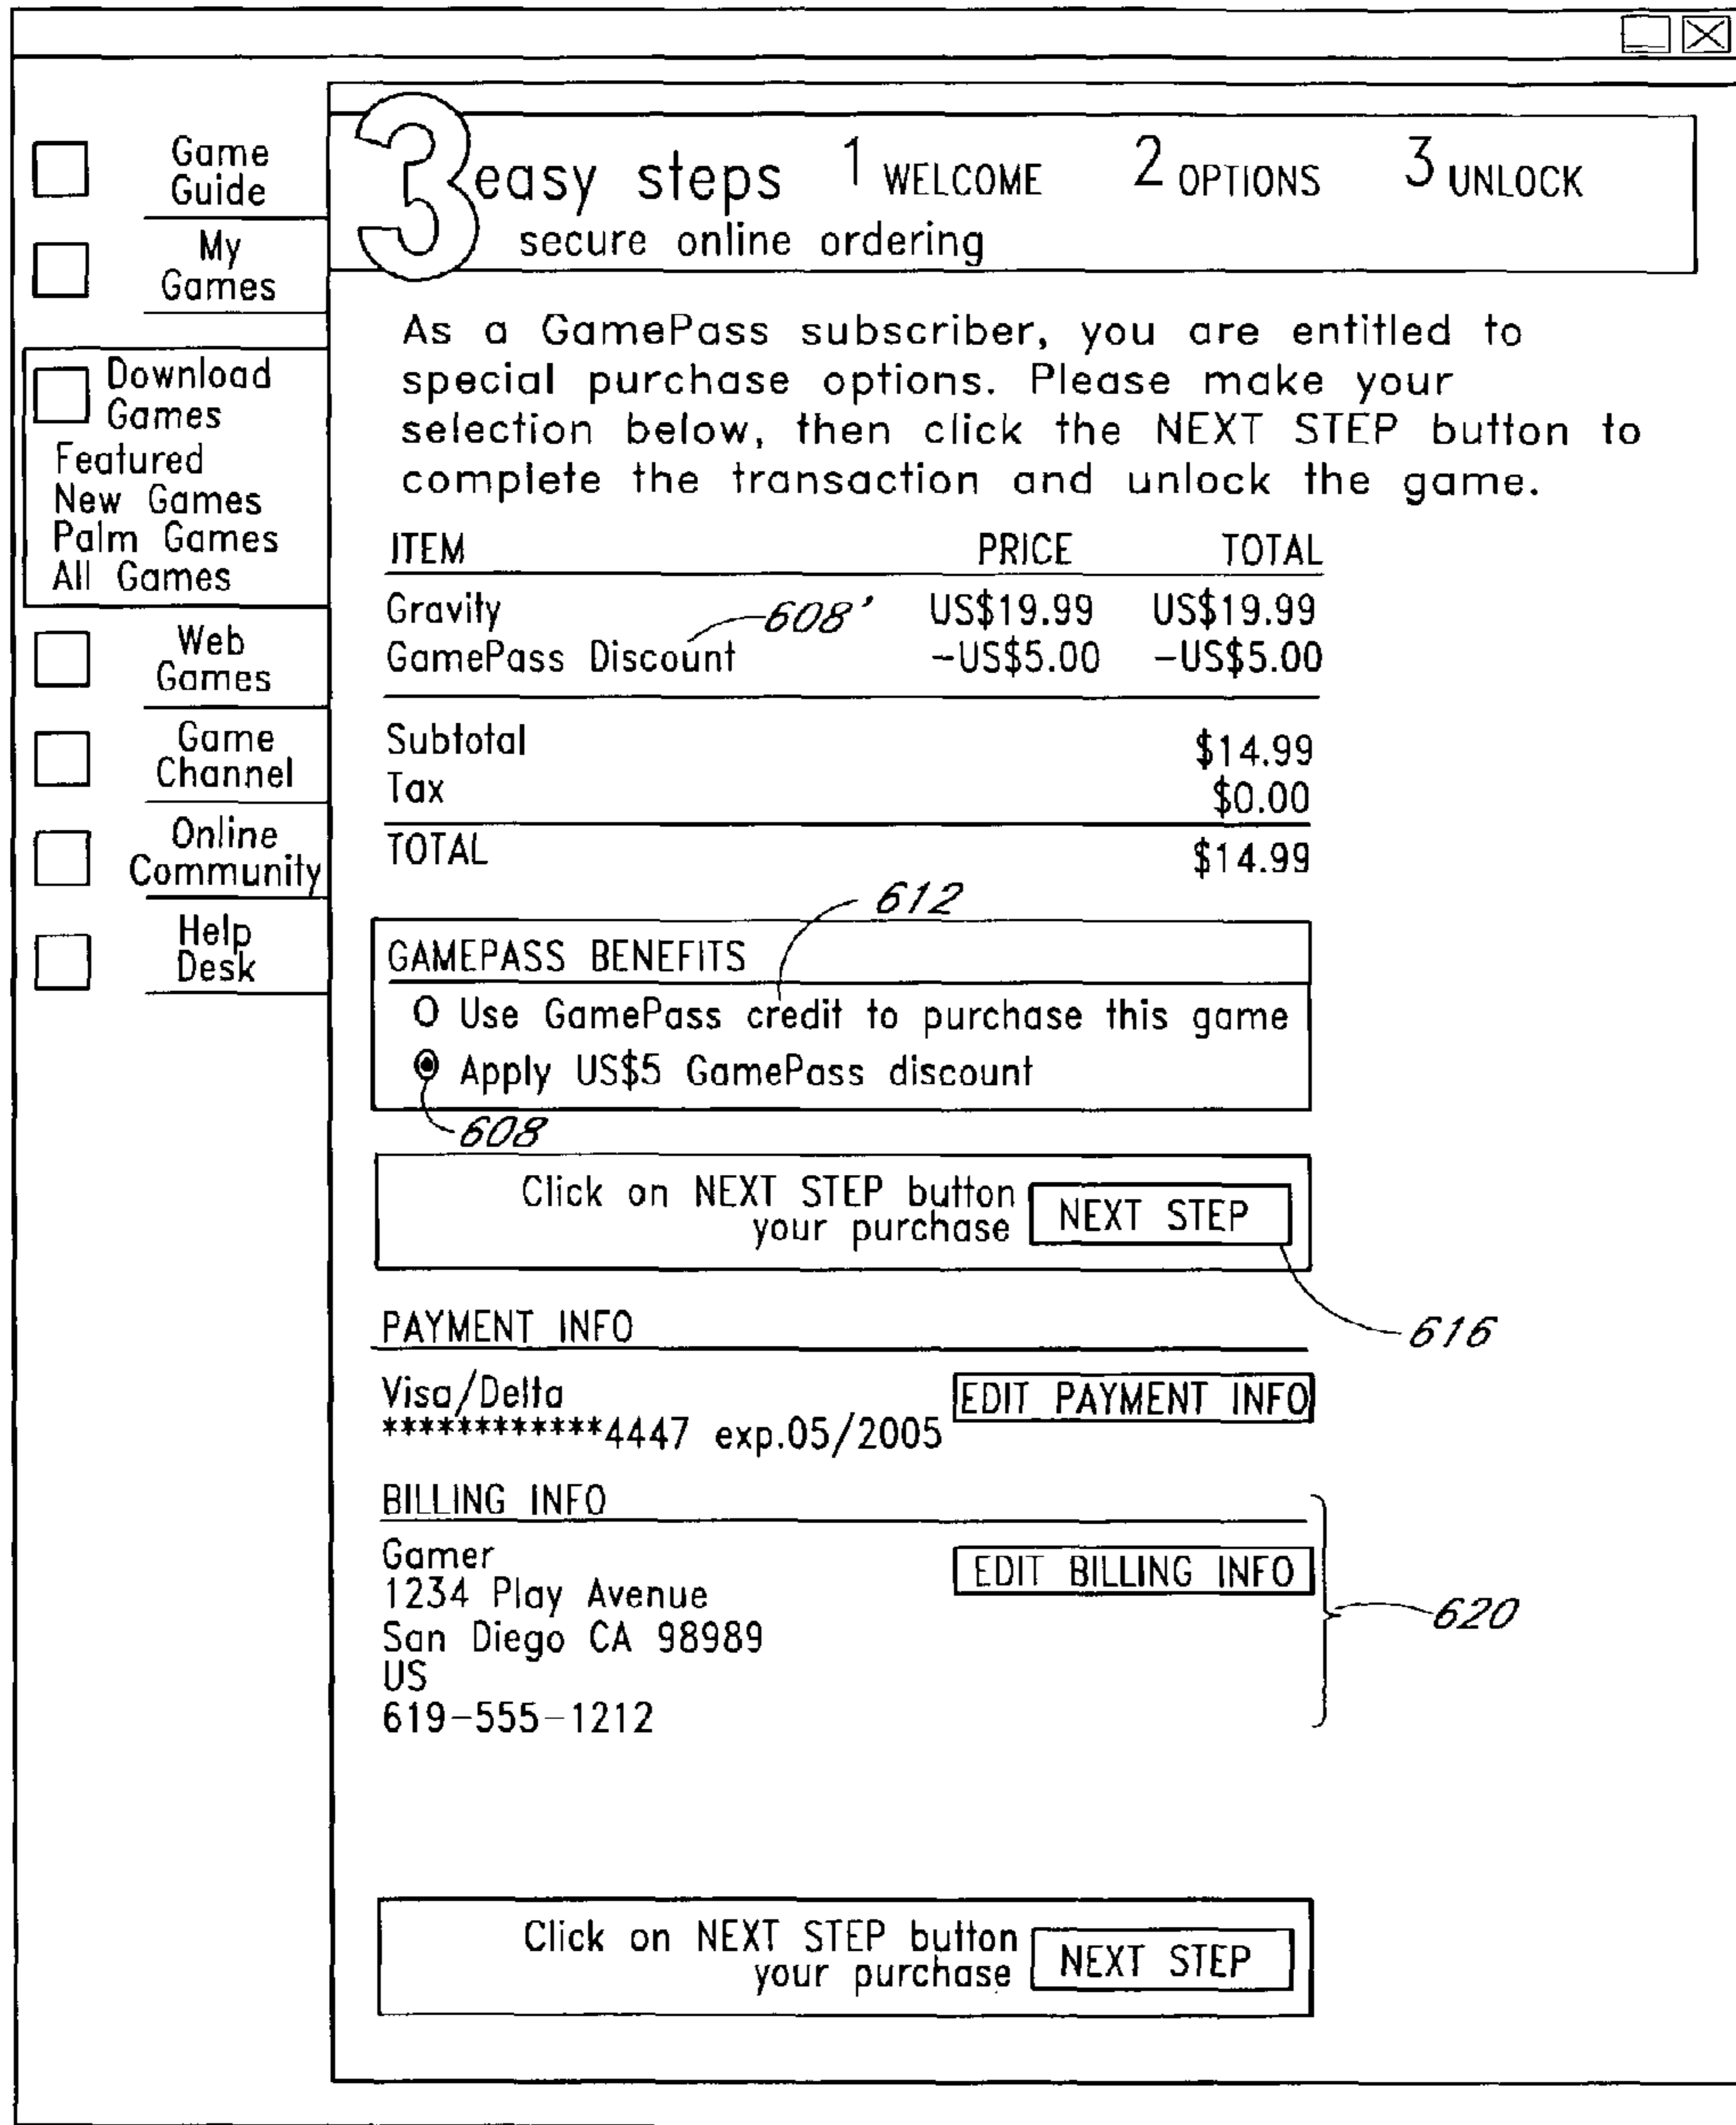 Game
Guide
My
Games
Download
Games
Featured
New Games
Palm Games
All Games
Web
Games
Game
Channel
Online
Community
Help
Desk
3 easy steps 1 WELCOME 2 OPTIONS 3 UNLOCK
secure online ordering
As a GamePass subscriber, you are entitled to
special purchase options. Please make your
selection below, then click the NEXT STEP button to
complete the transaction and unlock the game.
ITEM PRICE TOTAL
Gravity US$19.99 US$19.99
608'
GamePass Discount -US$5.00 -US$5.00
Subtotal $14.99
Tax $0.00
TOTAL $14.99
612
GAMEPASS BENEFITS
Use GamePass credit to purchase this game
Apply US$5 GamePass discount
608
Click on NEXT STEP button
your purchase
NEXT STEP
616
PAYMENT INFO
Visa/Delta
EDIT PAYMENT INFO
************4447 exp.05/2005
BILLING INFO
Gamer
EDIT BILLING INFO
1234 Play Avenue
620
San Diego CA 98989
US
619-555-1212
Click on NEXT STEP button
your purchase
NEXT STEP